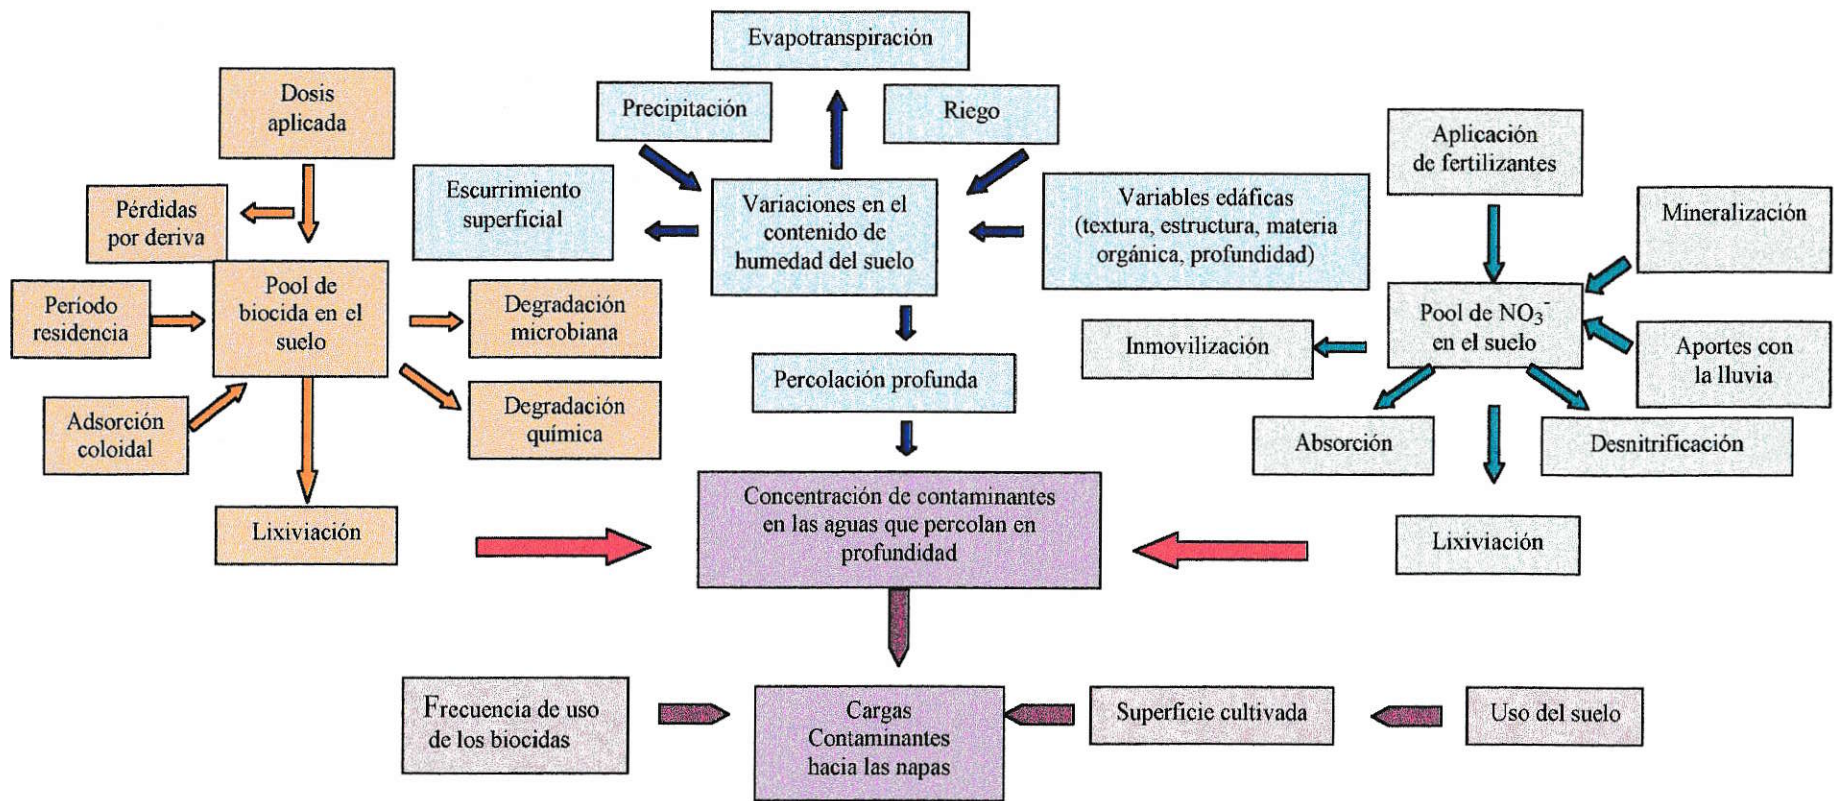 Evapotranspiración
Dosis
aplicada
Precipitación
Riego
Aplicación
de fertilizantes
Pérdidas
por deriva
Escurrimiento
superficial
Variaciones en el
contenido de
humedad del suelo
Variables edáficas
(textura, estructura, materia
orgánica, profundidad)
Mineralización
Período
residencia
Pool de
biocida en el
suelo
Degradación
microbiana
Inmovilización
Pool de NO₃⁻
en el suelo
Aportes con
la lluvia
Percolación profunda
Adsorción
coloidal
Degradación
química
Absorción
Desnitrificación
Lixiviación
Concentración de contaminantes
en las aguas que percolan en
profundidad
Lixiviación
Frecuencia de uso
de los biocidas
Cargas
Contaminantes
hacia las napas
Superficie cultivada
Uso del suelo